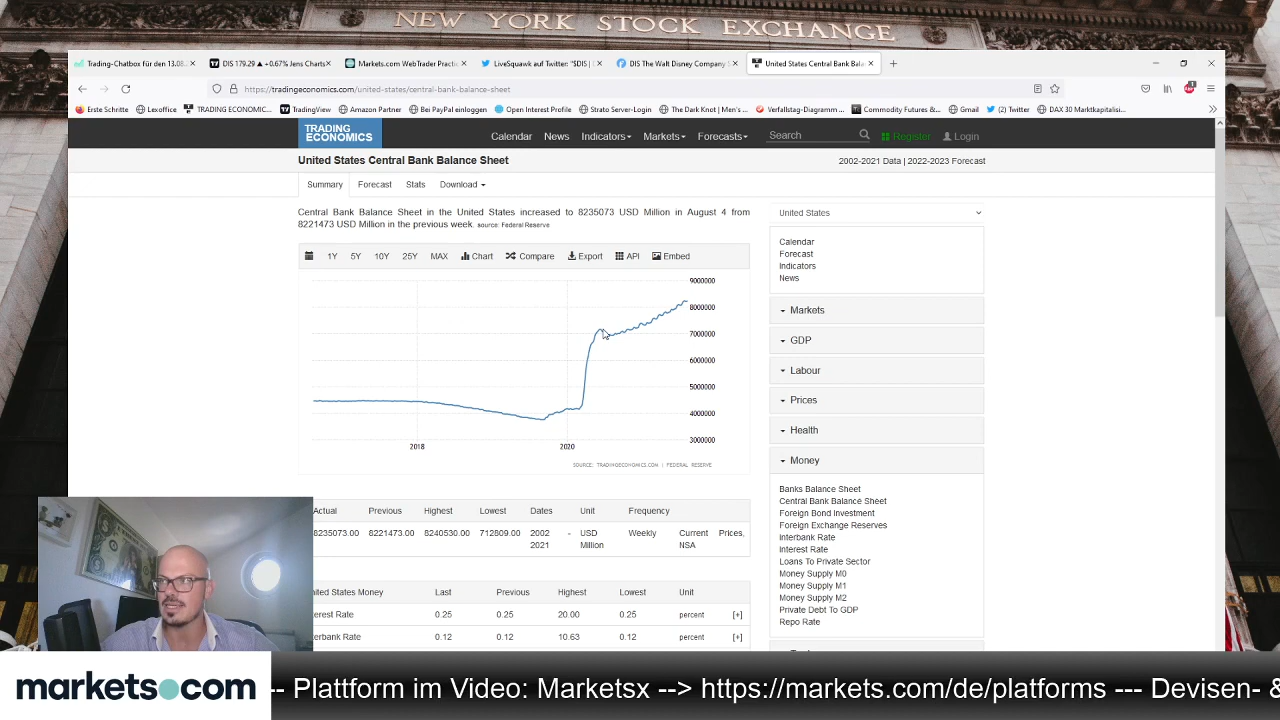 NEW YORK STOCK EXCHANGE
Trading-Chatbox für den 13.08.
DIS 179.29 ▲ +0.67% Jens Charts
Markets.com WebTrader Practic
LiveSquawk auf Twitter: "$DIS | D
DIS The Walt Disney Company S
United States Central Bank Bala
https://tradingeconomics.com/united-states/central-bank-balance-sheet
Erste Schritte
Lexoffice
TRADING ECONOMIC...
TradingView
Amazon Partner
Bei PayPal einloggen
Open Interest Profile
Strato Server-Login
The Dark Knot | Men's ...
Verfallstag-Diagramm ...
Commodity Futures &...
Gmail
(2) Twitter
DAX 30 Marktkapitalisi...
TRADING
ECONOMICS
Calendar News Indicators Markets Forecasts Search Register Login
United States Central Bank Balance Sheet
2002-2021 Data | 2022-2023 Forecast
Summary Forecast Stats Download
Central Bank Balance Sheet in the United States increased to 8235073 USD Million in August 4 from
8221473 USD Million in the previous week. source: Federal Reserve
1Y 5Y 10Y 25Y MAX Chart Compare Export API Embed
9000000
8000000
7000000
6000000
5000000
4000000
3000000
2018 2020
SOURCE: TRADINGECONOMICS.COM | FEDERAL RESERVE
Actual Previous Highest Lowest Dates Unit Frequency
8235073.00 8221473.00 8240530.00 712809.00 2002 - USD Weekly Current Prices,
2021 Million NSA
nited States Money Last Previous Highest Lowest Unit
erest Rate 0.25 0.25 20.00 0.25 percent [+]
erbank Rate 0.12 0.12 10.63 0.12 percent [+]
United States
Calendar
Forecast
Indicators
News
Markets
GDP
Labour
Prices
Health
Money
Banks Balance Sheet
Central Bank Balance Sheet
Foreign Bond Investment
Foreign Exchange Reserves
Interbank Rate
Interest Rate
Loans To Private Sector
Money Supply M0
Money Supply M1
Money Supply M2
Private Debt To GDP
Repo Rate
markets.com
-- Plattform im Video: Marketsx --> https://markets.com/de/platforms --- Devisen- &